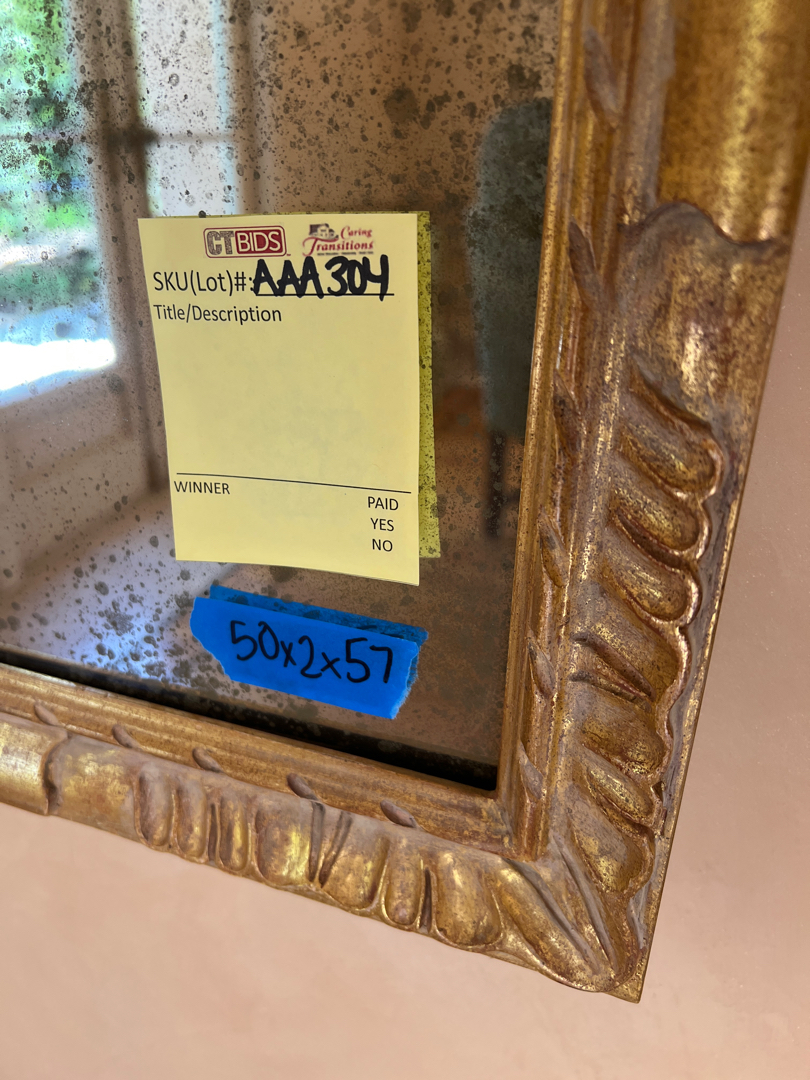 CTBIDS Caring Transitions
SKU(Lot)#: AAA304
Title/Description
WINNER
PAID
YES
NO
50x2x57